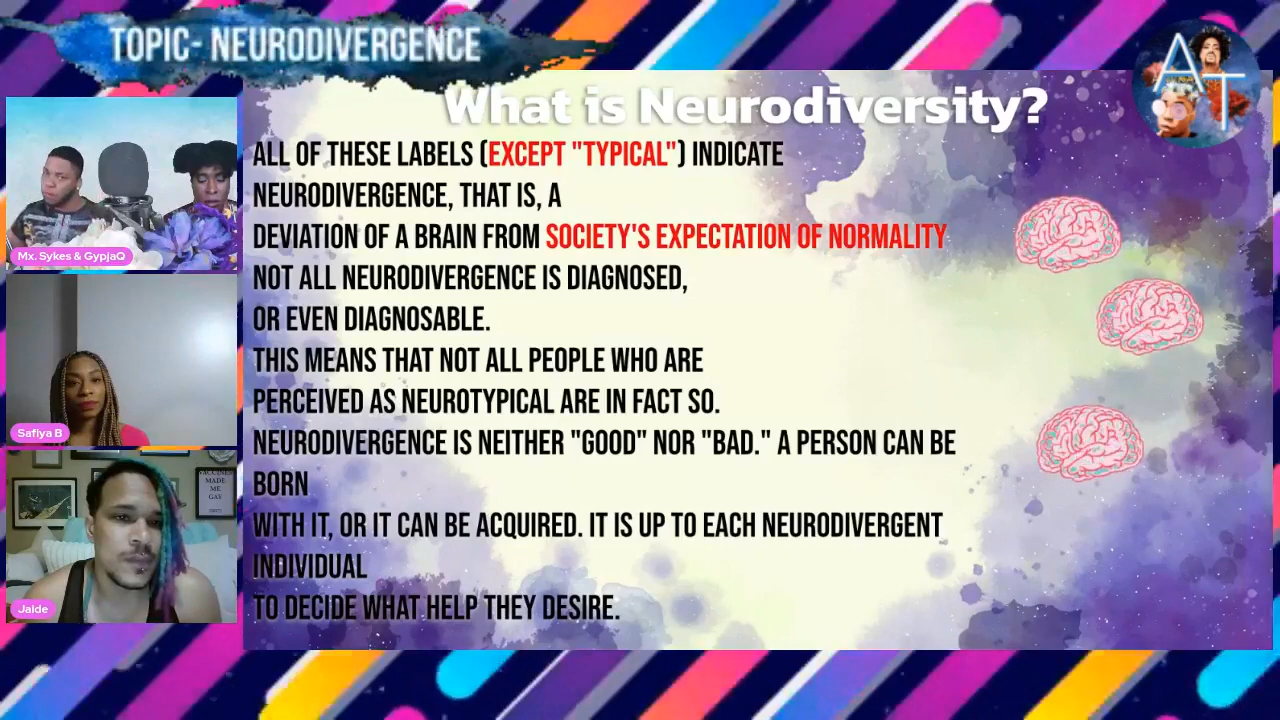 TOPIC- NEURODIVERGENCE
AT
What is Neurodiversity?
ALL OF THESE LABELS (EXCEPT "TYPICAL") INDICATE
NEURODIVERGENCE, THAT IS, A
DEVIATION OF A BRAIN FROM SOCIETY'S EXPECTATION OF NORMALITY
NOT ALL NEURODIVERGENCE IS DIAGNOSED,
OR EVEN DIAGNOSABLE.
THIS MEANS THAT NOT ALL PEOPLE WHO ARE
PERCEIVED AS NEUROTYPICAL ARE IN FACT SO.
NEURODIVERGENCE IS NEITHER "GOOD" NOR "BAD." A PERSON CAN BE
BORN
WITH IT, OR IT CAN BE ACQUIRED. IT IS UP TO EACH NEURODIVERGENT
INDIVIDUAL
TO DECIDE WHAT HELP THEY DESIRE.
Mx. Sykes & GypjaQ
Safiya B
MADE
ME
GAY
Jaide